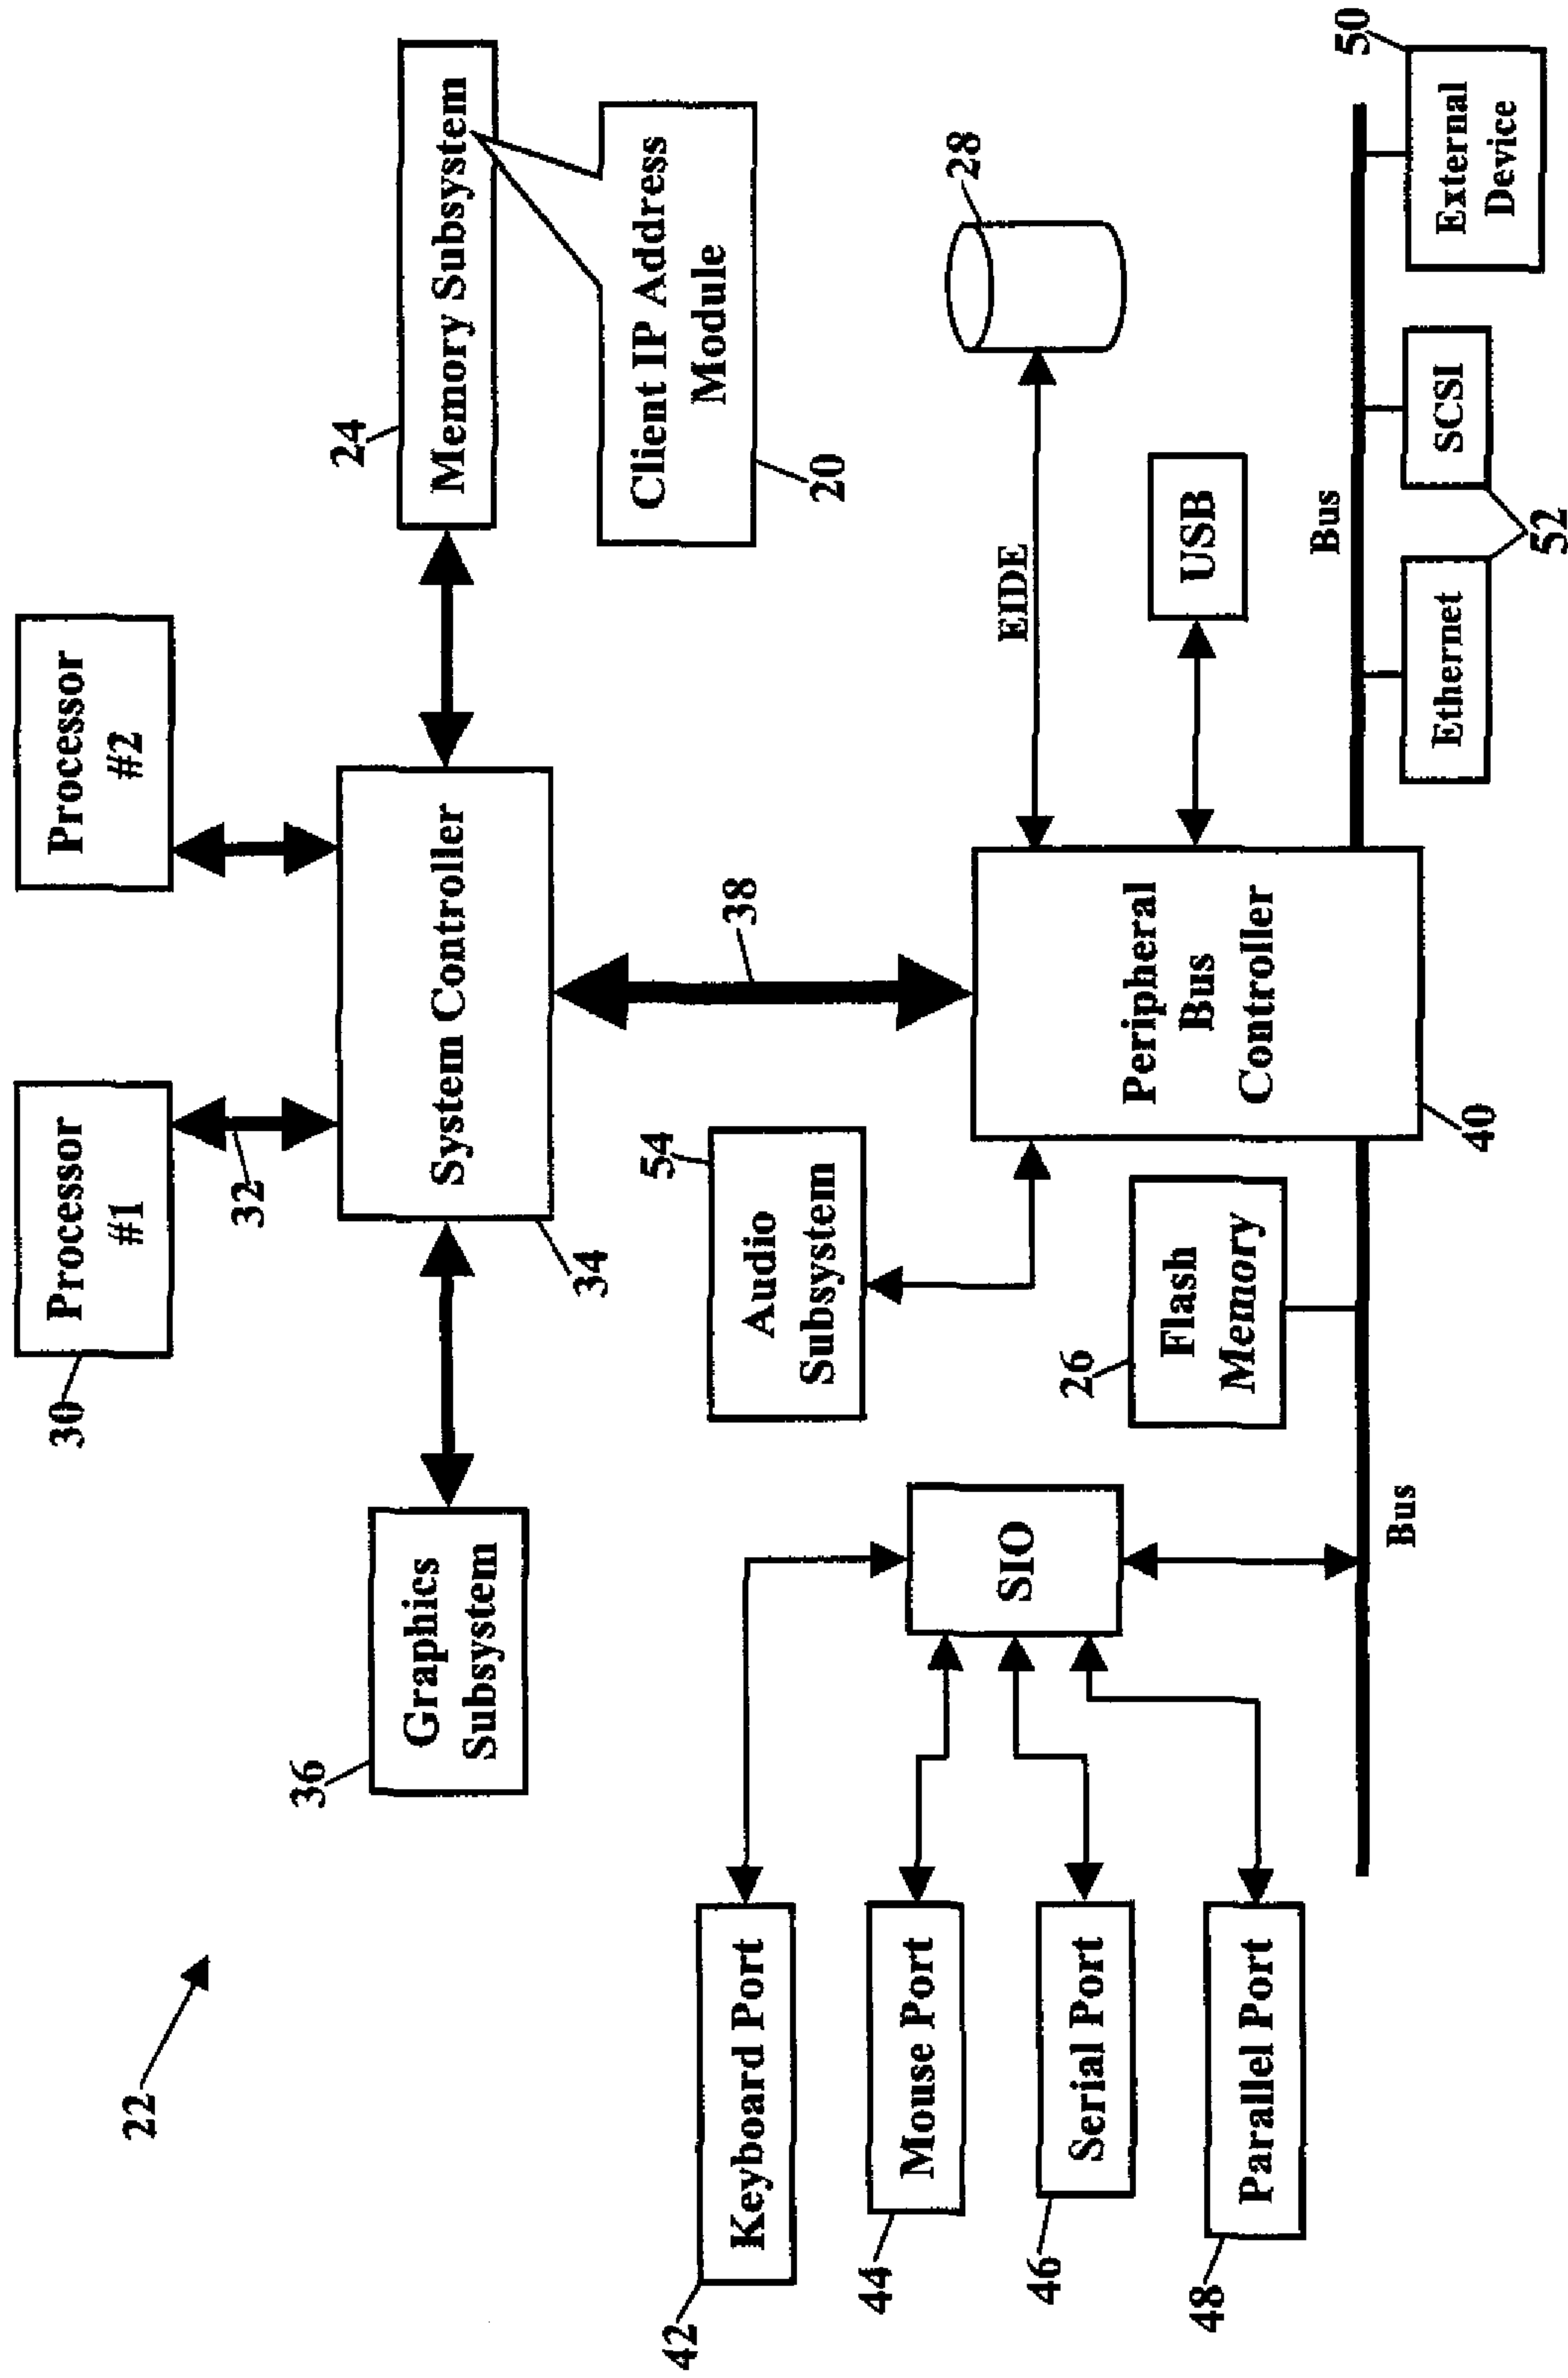 22
30
Processor
#1
32
Processor
#2
36
Graphics
Subsystem
34
System Controller
24
Memory Subsystem
Client IP Address
Module
20
38
42
Keyboard Port
44
Mouse Port
46
Serial Port
48
Parallel Port
SIO
54
Audio
Subsystem
26
Flash
Memory
Peripheral
Bus
Controller
40
EIDE
28
USB
Bus
Bus
Ethernet
SCSI
52
External
Device
50